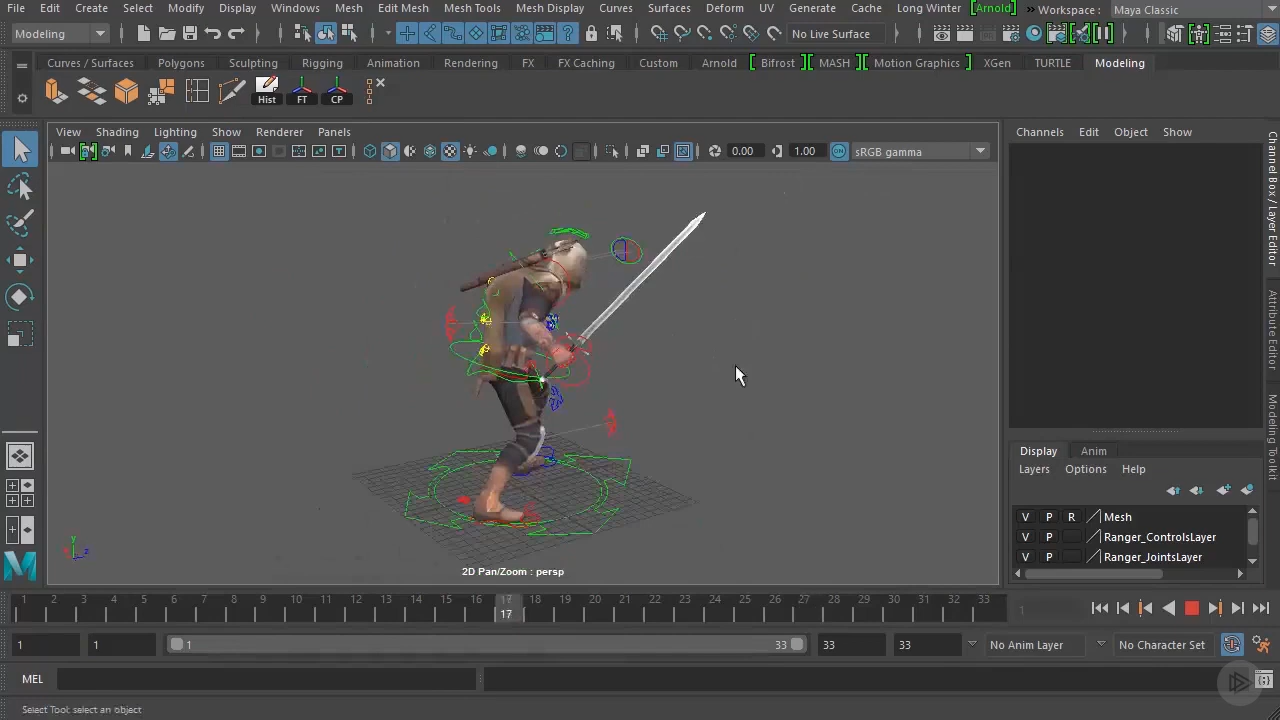 File Edit Create Select Modify Display Windows Mesh Edit Mesh Mesh Tools Mesh Display Curves Surfaces Deform UV Generate Cache Long Winter [Arnold] » Workspace : Maya Classic
Modeling No Live Surface
Curves / Surfaces Polygons Sculpting Rigging Animation Rendering FX FX Caching Custom Arnold [ Bifrost ] [ MASH ] [ Motion Graphics ] XGen TURTLE Modeling
Hist FT CP
View Shading Lighting Show Renderer Panels
Channels Edit Object Show
0.00 1.00 ON sRGB gamma
Channel Box / Layer Editor
Attribute Editor
Modeling Toolkit
Display Anim
Layers Options Help
V P R Mesh
V P Ranger_ControlsLayer
V P Ranger_JointsLayer
y
z
2D Pan/Zoom : persp
1 2 3 4 5 6 7 8 9 10 11 12 13 14 15 16 17 18 19 20 21 22 23 24 25 26 27 28 29 30 31 32 33
17
1
1 1 1 33 33 33 No Anim Layer No Character Set
MEL
Select Tool: select an object